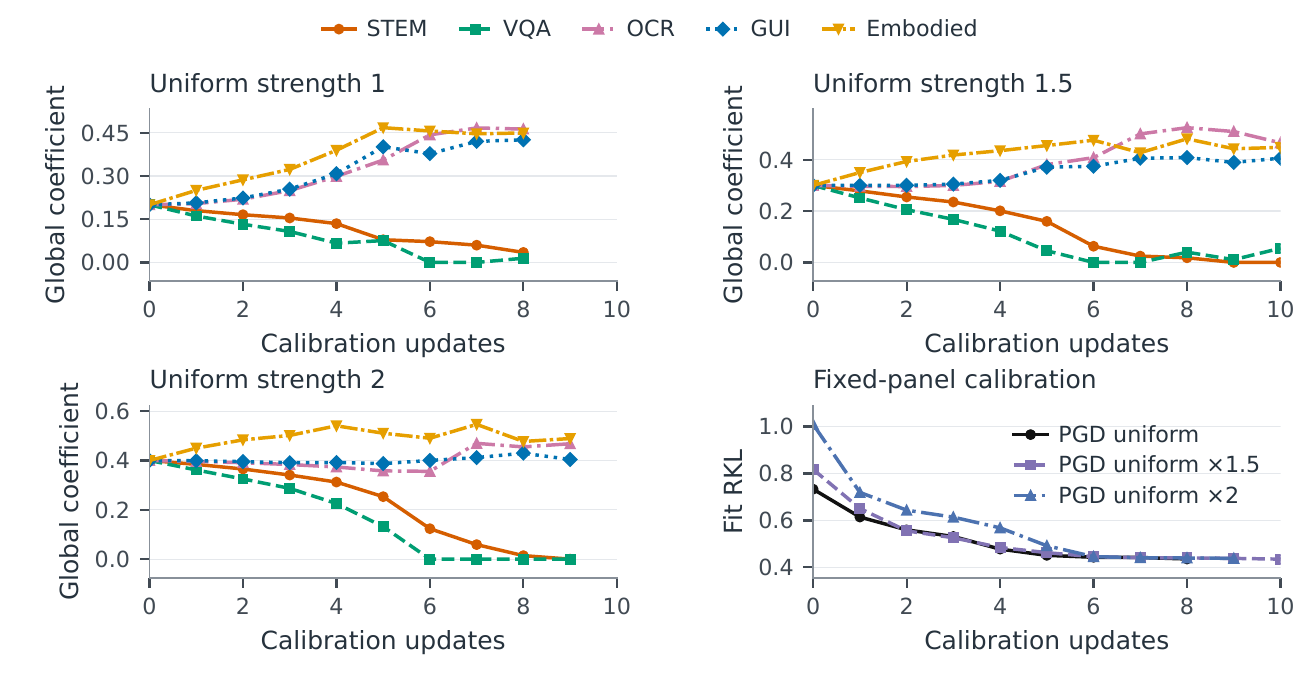 STEM VQA OCR GUI Embodied
Uniform strength 1
Global coefficient
0.45
0.30
0.15
0.00
0 2 4 6 8 10
Calibration updates
Uniform strength 1.5
Global coefficient
0.4
0.2
0.0
0 2 4 6 8 10
Calibration updates
Uniform strength 2
Global coefficient
0.6
0.4
0.2
0.0
0 2 4 6 8 10
Calibration updates
Fixed-panel calibration
Fit RKL
1.0
0.8
0.6
0.4
PGD uniform
PGD uniform ×1.5
PGD uniform ×2
0 2 4 6 8 10
Calibration updates